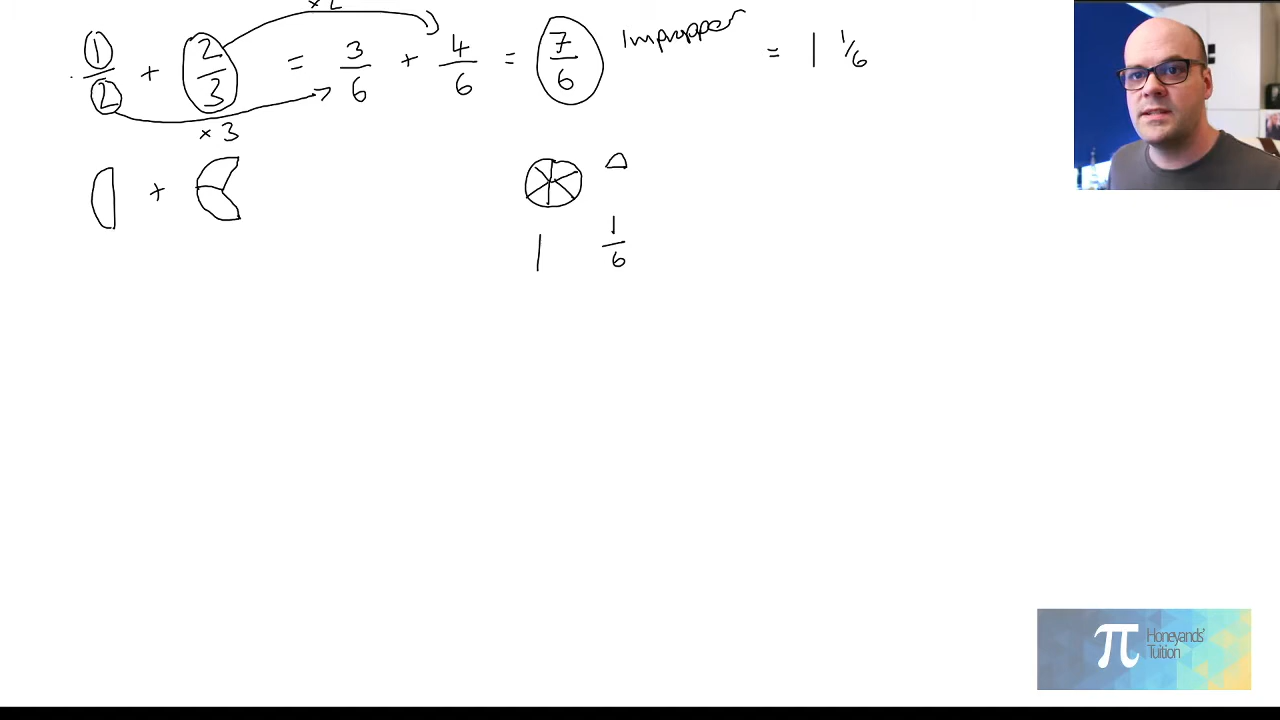 ×2
1/2 + 2/3 = 3/6 + 4/6 = 7/6 Impropper = 1 1/6
×3
+
1 1/6
π Honeyands'
Tuition